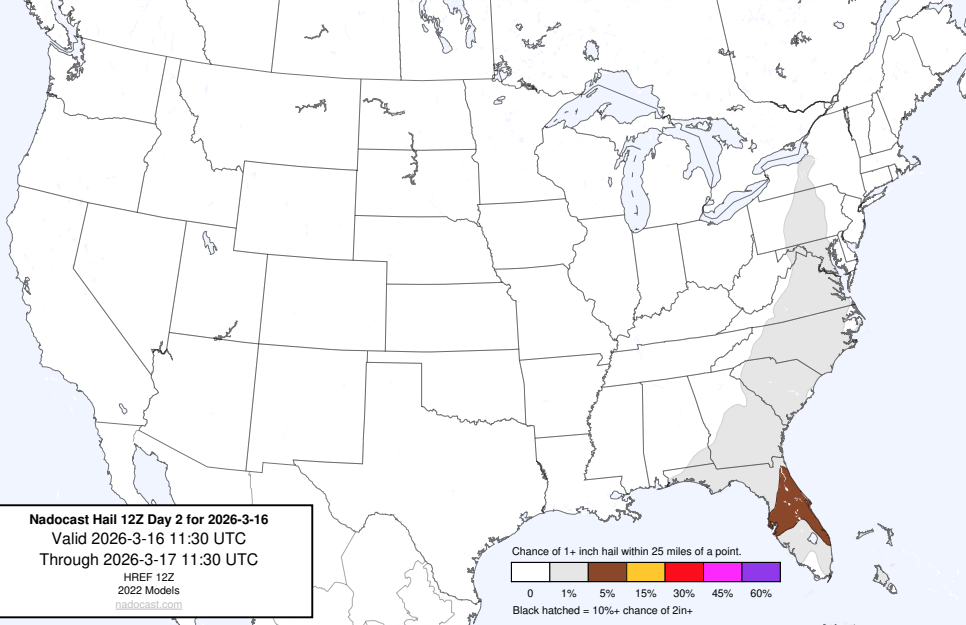 Nadocast Hail 12Z Day 2 for 2026-3-16
Valid 2026-3-16 11:30 UTC
Through 2026-3-17 11:30 UTC
HREF 12Z
2022 Models
nadocast.com
Chance of 1+ inch hail within 25 miles of a point.
0 1% 5% 15% 30% 45% 60%
Black hatched = 10%+ chance of 2in+